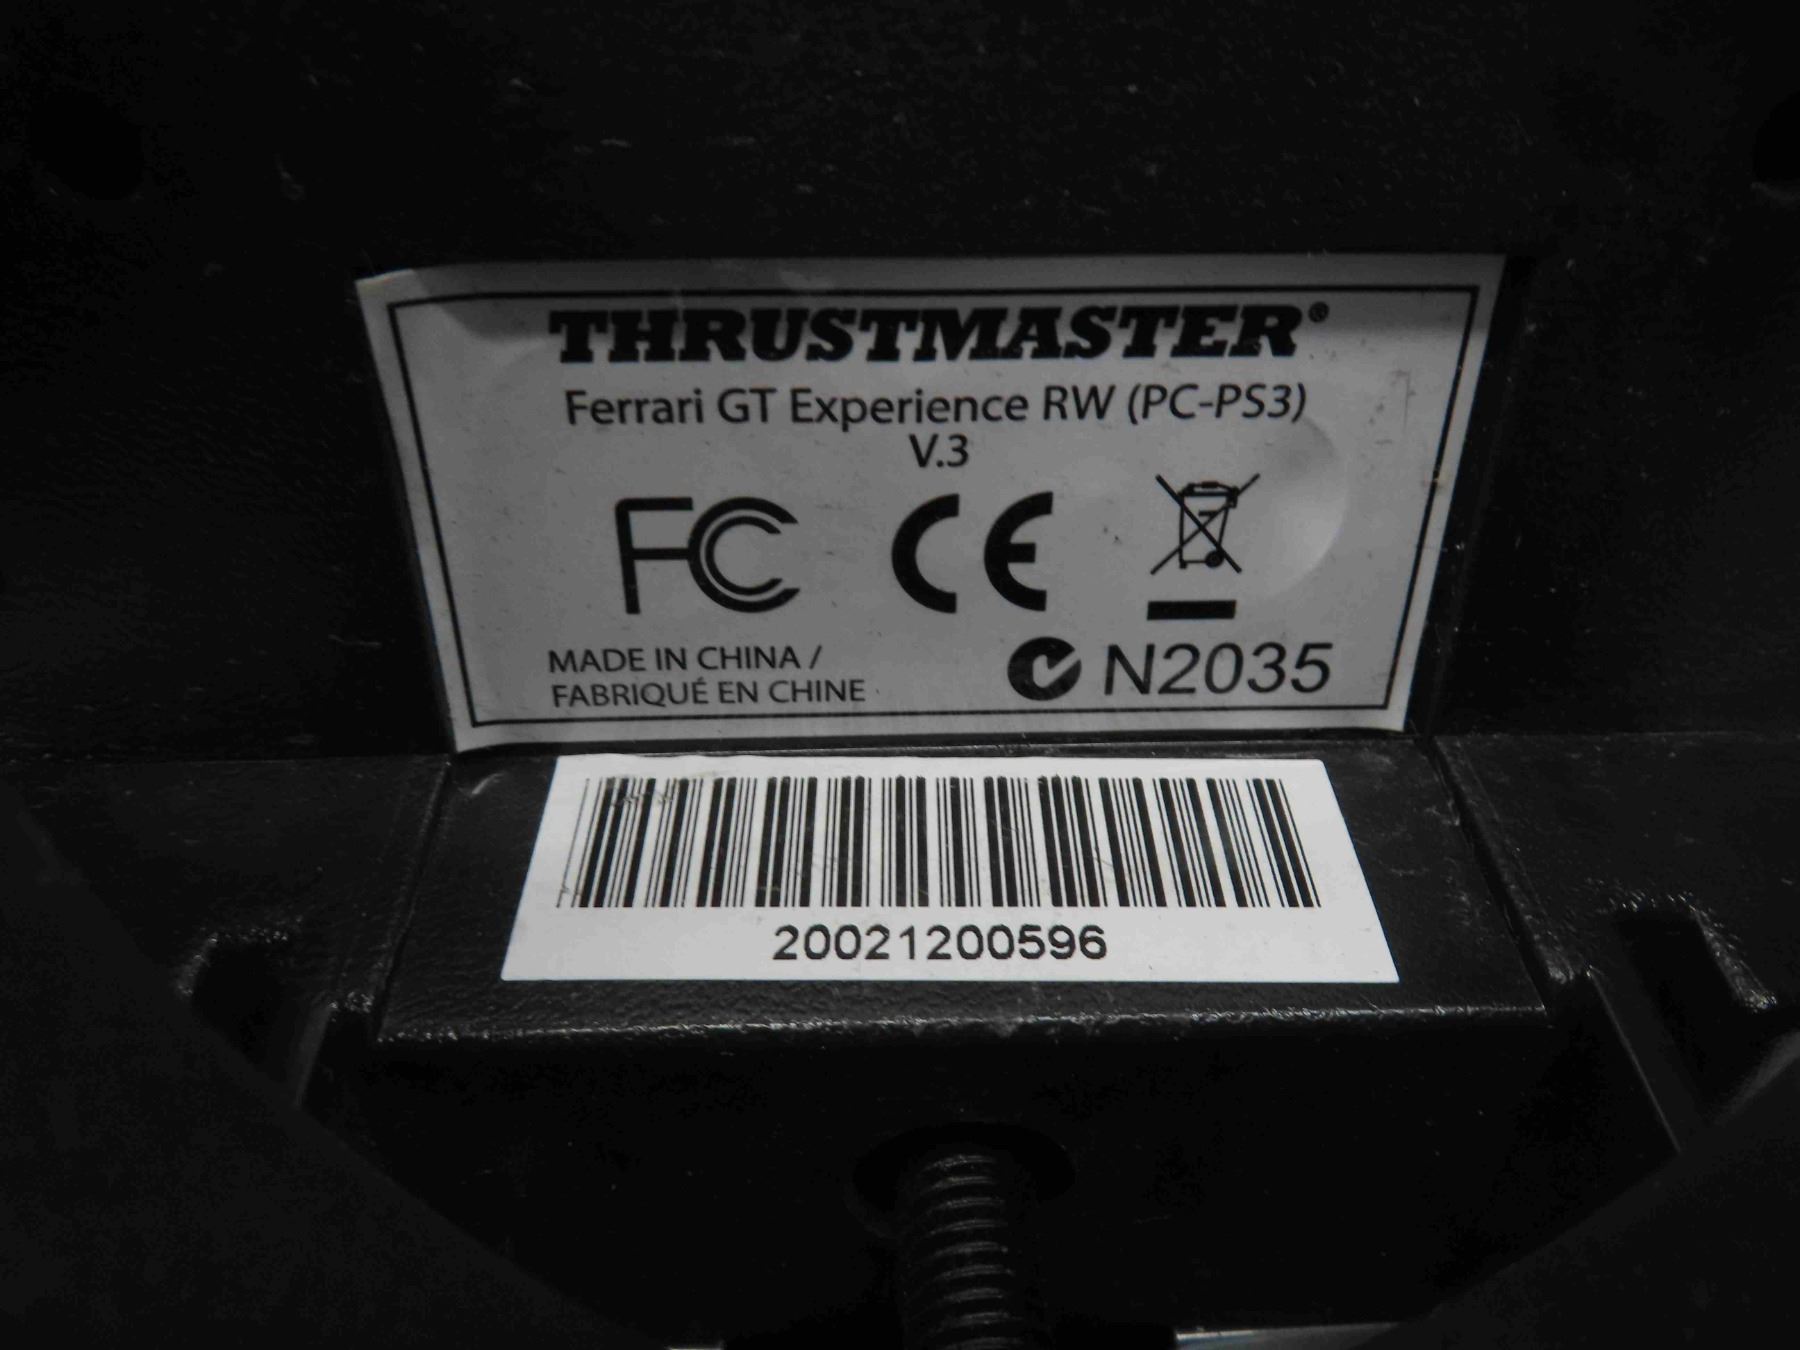 THRUSTMASTER®
Ferrari GT Experience RW (PC-PS3)
V.3
FC CE
MADE IN CHINA /
FABRIQUÉ EN CHINE
N2035
20021200596